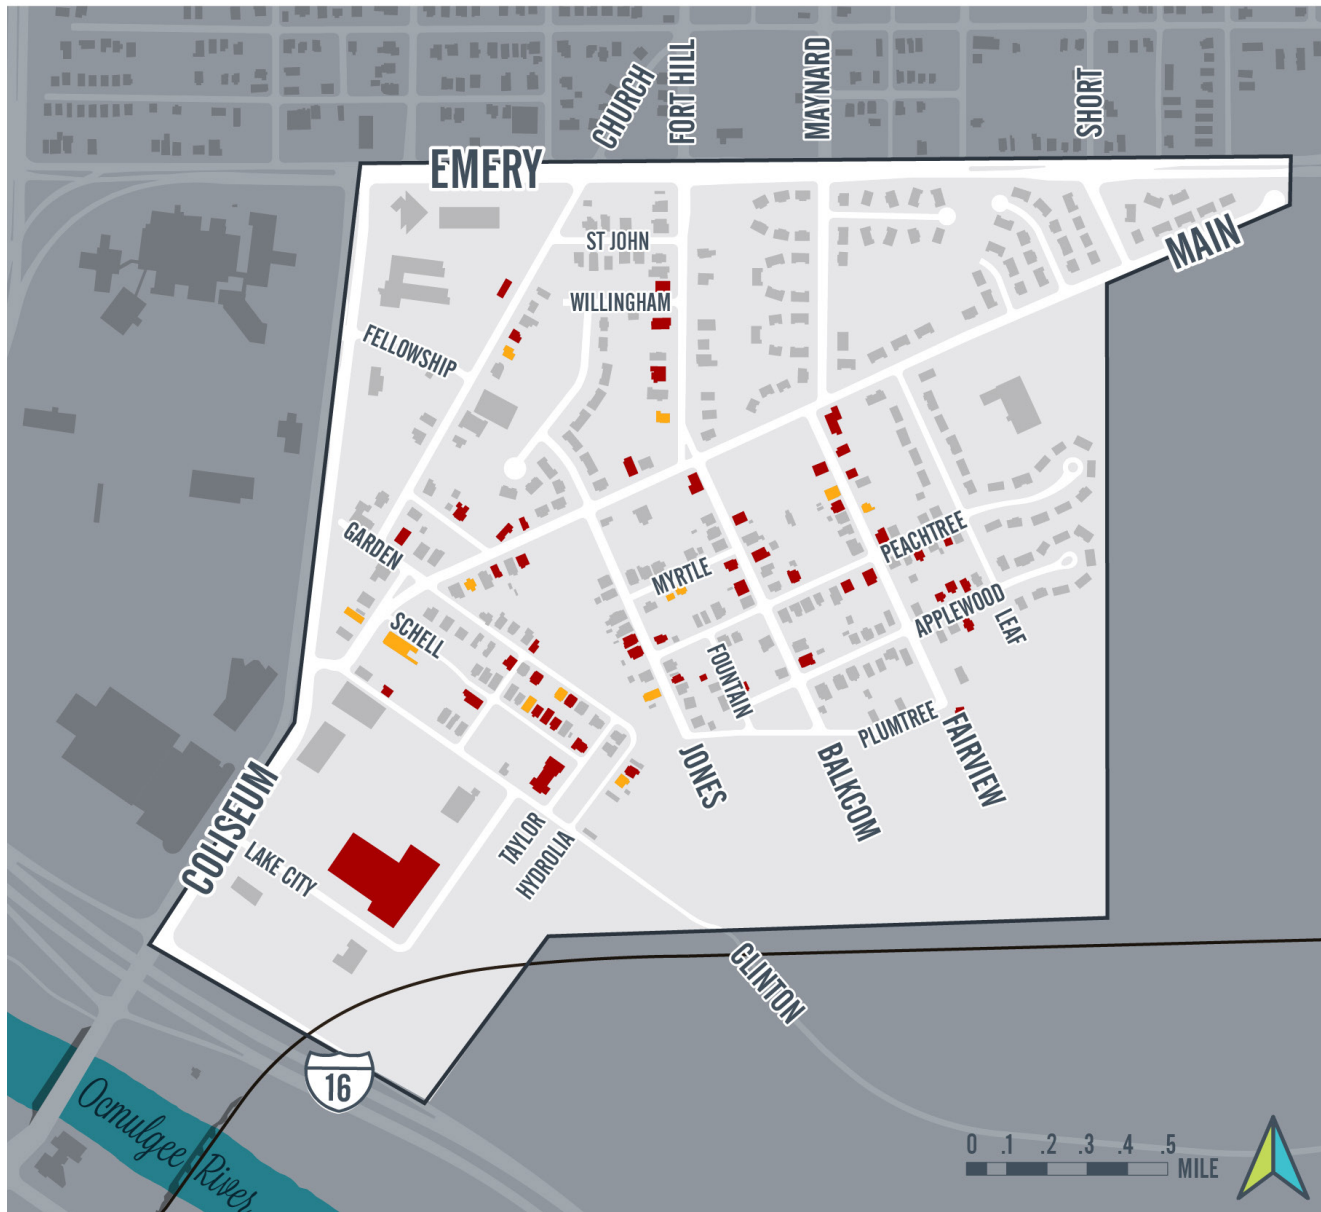 CHURCH
FORT HILL
MAYNARD
SHORT
EMERY
ST JOHN
MAIN
WILLINGHAM
FELLOWSHIP
GARDEN
PEACHTREE
MYRTLE
APPLEWOOD
LEAF
SCHELL
FOUNTAIN
PLUMTREE
FAIRVIEW
JONES
BALKCOM
COLISEUM
TAYLOR
HYDROLIA
LAKE CITY
CLINTON
16
Ocmulgee River
0 .1 .2 .3 .4 .5
MILE